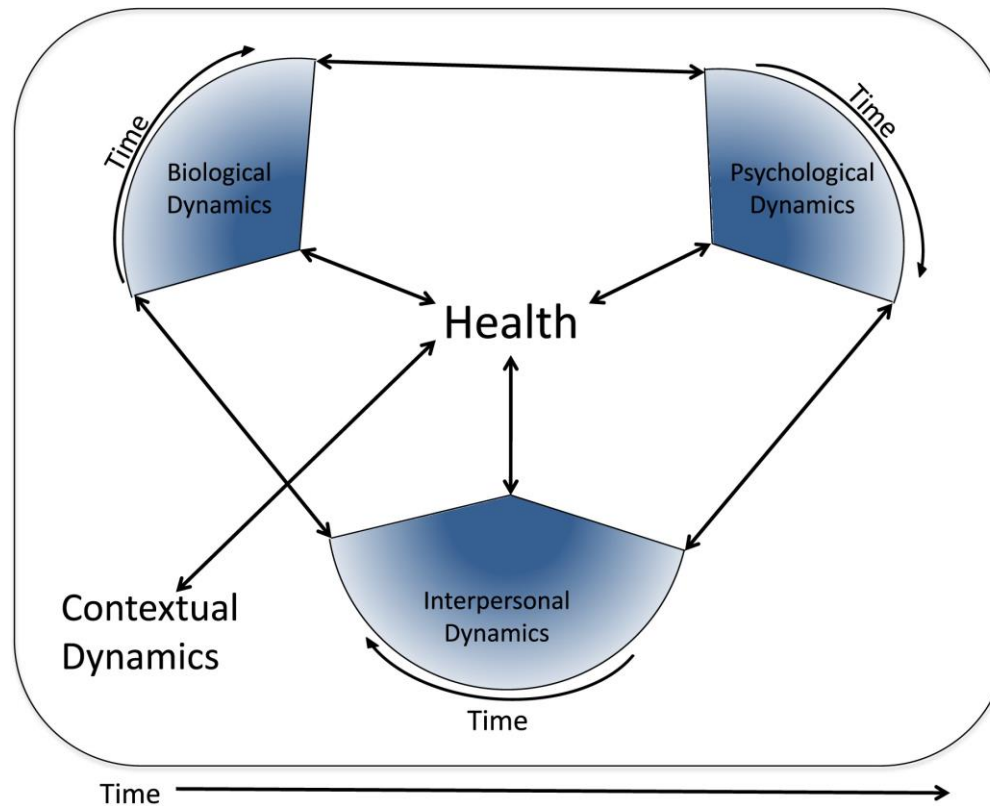 Time
Biological
Dynamics
Time
Psychological
Dynamics
Health
Contextual
Dynamics
Interpersonal
Dynamics
Time
Time